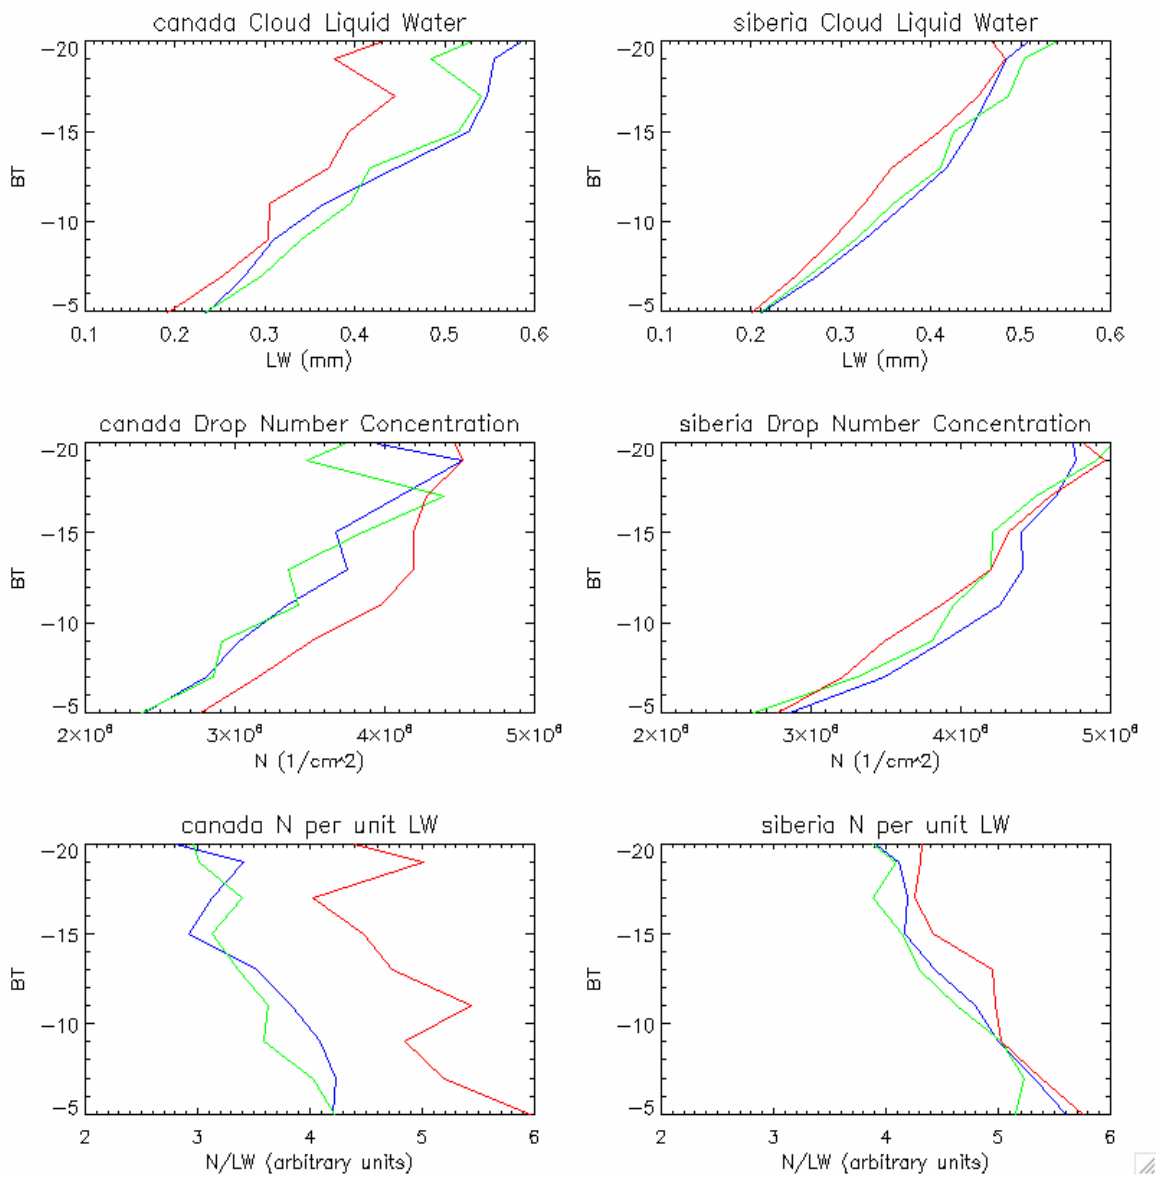 canada Cloud Liquid Water
siberia Cloud Liquid Water
−20
−15
−10
−5
BT
0.1 0.2 0.3 0.4 0.5 0.6
LW (mm)
−20
−15
−10
−5
BT
0.1 0.2 0.3 0.4 0.5 0.6
LW (mm)
canada Drop Number Concentration
siberia Drop Number Concentration
−20
−15
−10
−5
BT
2×10⁶ 3×10⁶ 4×10⁶ 5×10⁶
N (1/cm^2)
−20
−15
−10
−5
BT
2×10⁶ 3×10⁶ 4×10⁶ 5×10⁶
N (1/cm^2)
canada N per unit LW
siberia N per unit LW
−20
−15
−10
−5
BT
2 3 4 5 6
N/LW (arbitrary units)
−20
−15
−10
−5
BT
2 3 4 5 6
N/LW (arbitrary units)